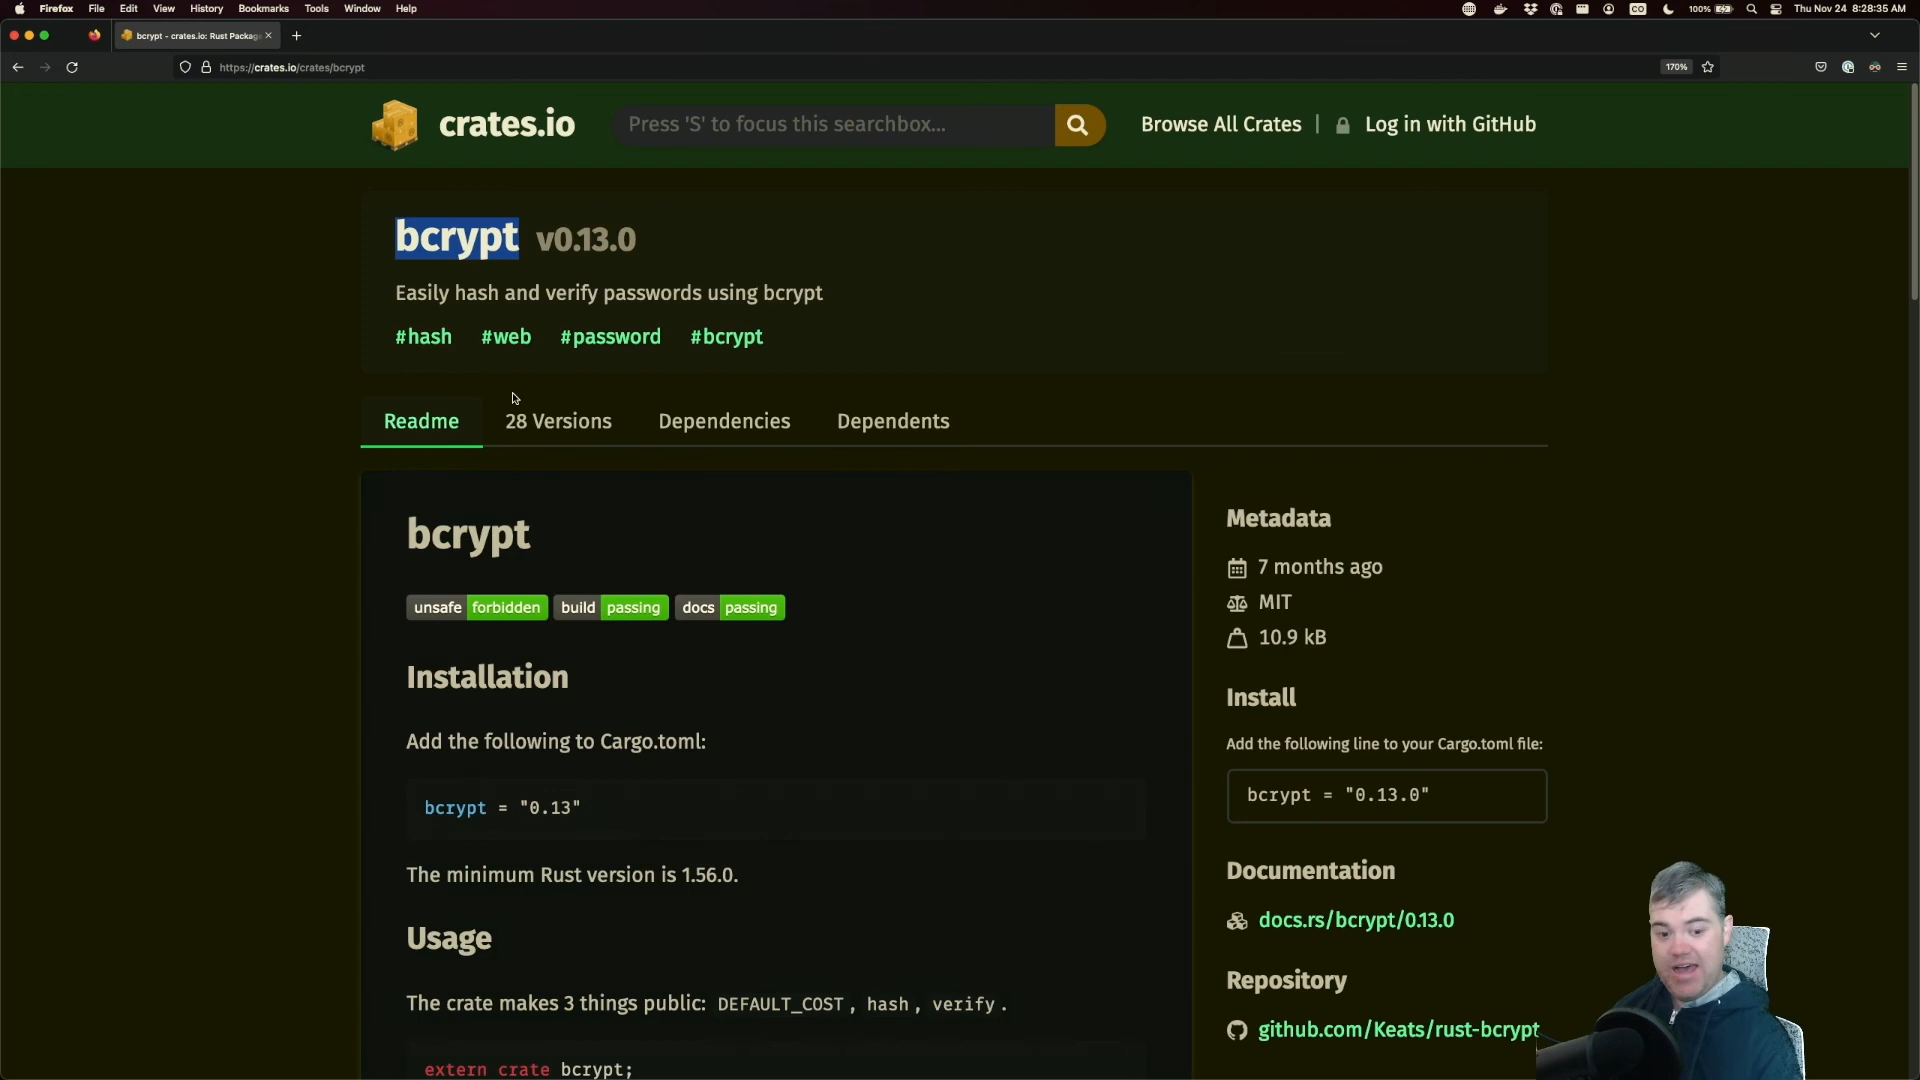 Firefox File Edit View History Bookmarks Tools Window Help
100% Thu Nov 24 8:28:35 AM
bcrypt - crates.io: Rust Packag
https://crates.io/crates/bcrypt
170%
crates.io
Press 'S' to focus this searchbox...
Browse All Crates | Log in with GitHub
bcrypt v0.13.0
Easily hash and verify passwords using bcrypt
#hash #web #password #bcrypt
Readme 28 Versions Dependencies Dependents
bcrypt
unsafe forbidden build passing docs passing
Installation
Add the following to Cargo.toml:
bcrypt = "0.13"
The minimum Rust version is 1.56.0.
Usage
The crate makes 3 things public: DEFAULT_COST, hash, verify.
extern crate bcrypt;
Metadata
7 months ago
MIT
10.9 kB
Install
Add the following line to your Cargo.toml file:
bcrypt = "0.13.0"
Documentation
docs.rs/bcrypt/0.13.0
Repository
github.com/Keats/rust-bcrypt